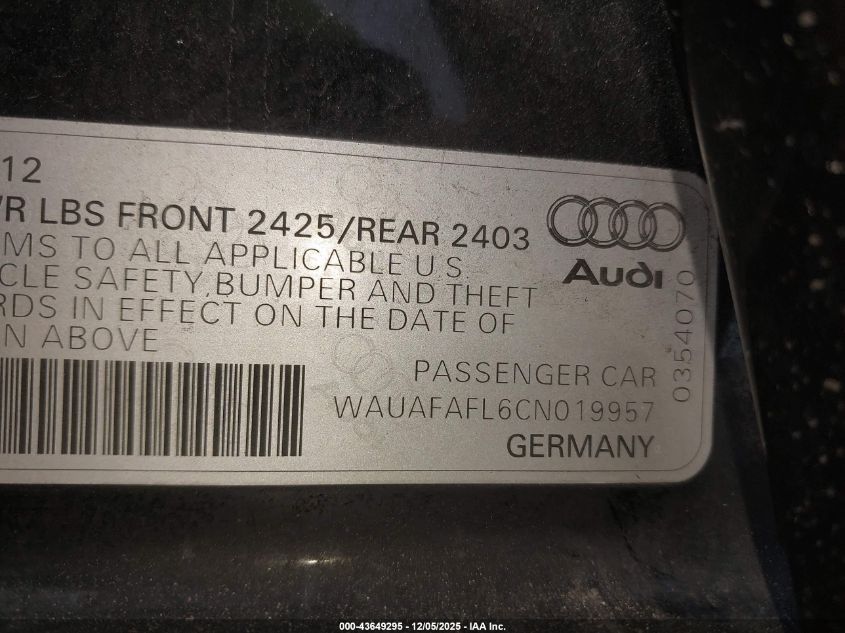 12
VR LBS FRONT 2425/REAR 2403
MS TO ALL APPLICABLE U S
CLE SAFETY, BUMPER AND THEFT
RDS IN EFFECT ON THE DATE OF
N ABOVE
Audi
0354070
PASSENGER CAR
WAUAFAFL6CN019957
GERMANY
000-43649295 - 12/05/2025 - IAA Inc.